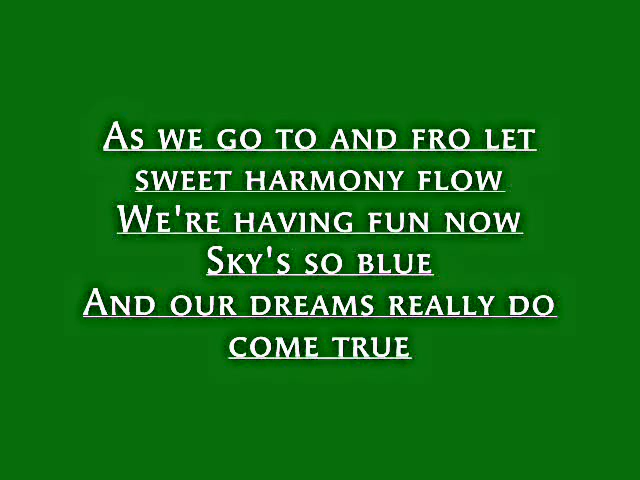 As we go to and fro let
sweet harmony flow
We're having fun now
Sky's so blue
And our dreams really do
come true